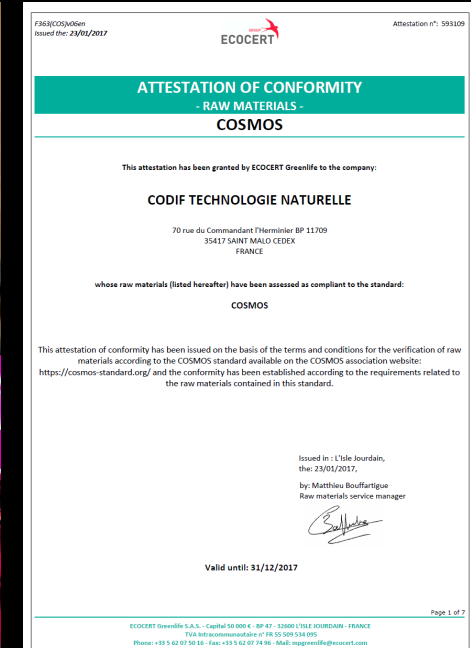 F363(COS)v06en
Issued the: 23/01/2017
Attestation n°: 593109
GROUP
ECOCERT
ATTESTATION OF CONFORMITY
- RAW MATERIALS -
COSMOS
This attestation has been granted by ECOCERT Greenlife to the company:
CODIF TECHNOLOGIE NATURELLE
70 rue du Commandant l'Herminier BP 11709
35417 SAINT MALO CEDEX
FRANCE
whose raw materials (listed hereafter) have been assessed as compliant to the standard:
COSMOS
This attestation of conformity has been issued on the basis of the terms and conditions for the verification of raw
materials according to the COSMOS standard available on the COSMOS association website:
https://cosmos-standard.org/ and the conformity has been established according to the requirements related to
the raw materials contained in this standard.
Issued in : L'Isle Jourdain,
the: 23/01/2017,
by: Matthieu Bouffartigue
Raw materials service manager
Valid until: 31/12/2017
Page 1 of 7
ECOCERT Greenlife S.A.S. - Capital 50 000 € - BP 47 - 32600 L'ISLE JOURDAIN - FRANCE
TVA Intracommunautaire n° FR 55 509 534 095
Phone: +33 5 62 07 50 16 - Fax: +33 5 62 07 74 96 - Mail: mpgreenlife@ecocert.com